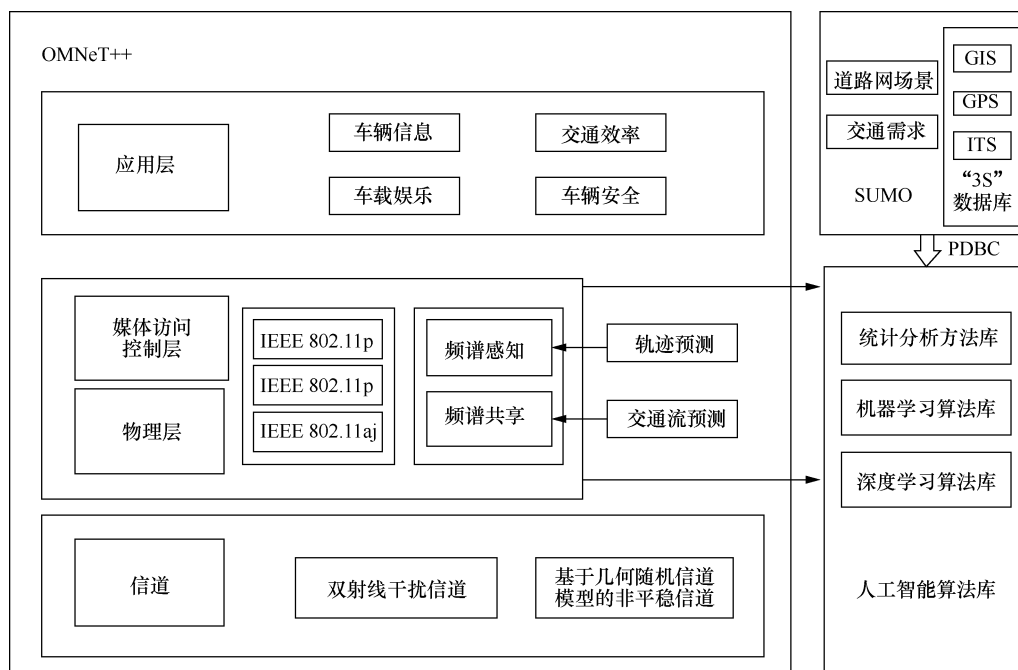 OMNeT++
应用层
车辆信息
交通效率
车载娱乐
车辆安全
媒体访问
控制层
物理层
IEEE 802.11p
IEEE 802.11p
IEEE 802.11aj
频谱感知
频谱共享
轨迹预测
交通流预测
信道
双射线干扰信道
基于几何随机信道
模型的非平稳信道
道路网场景
交通需求
SUMO
GIS
GPS
ITS
“3S”
数据库
PDBC
统计分析方法库
机器学习算法库
深度学习算法库
人工智能算法库